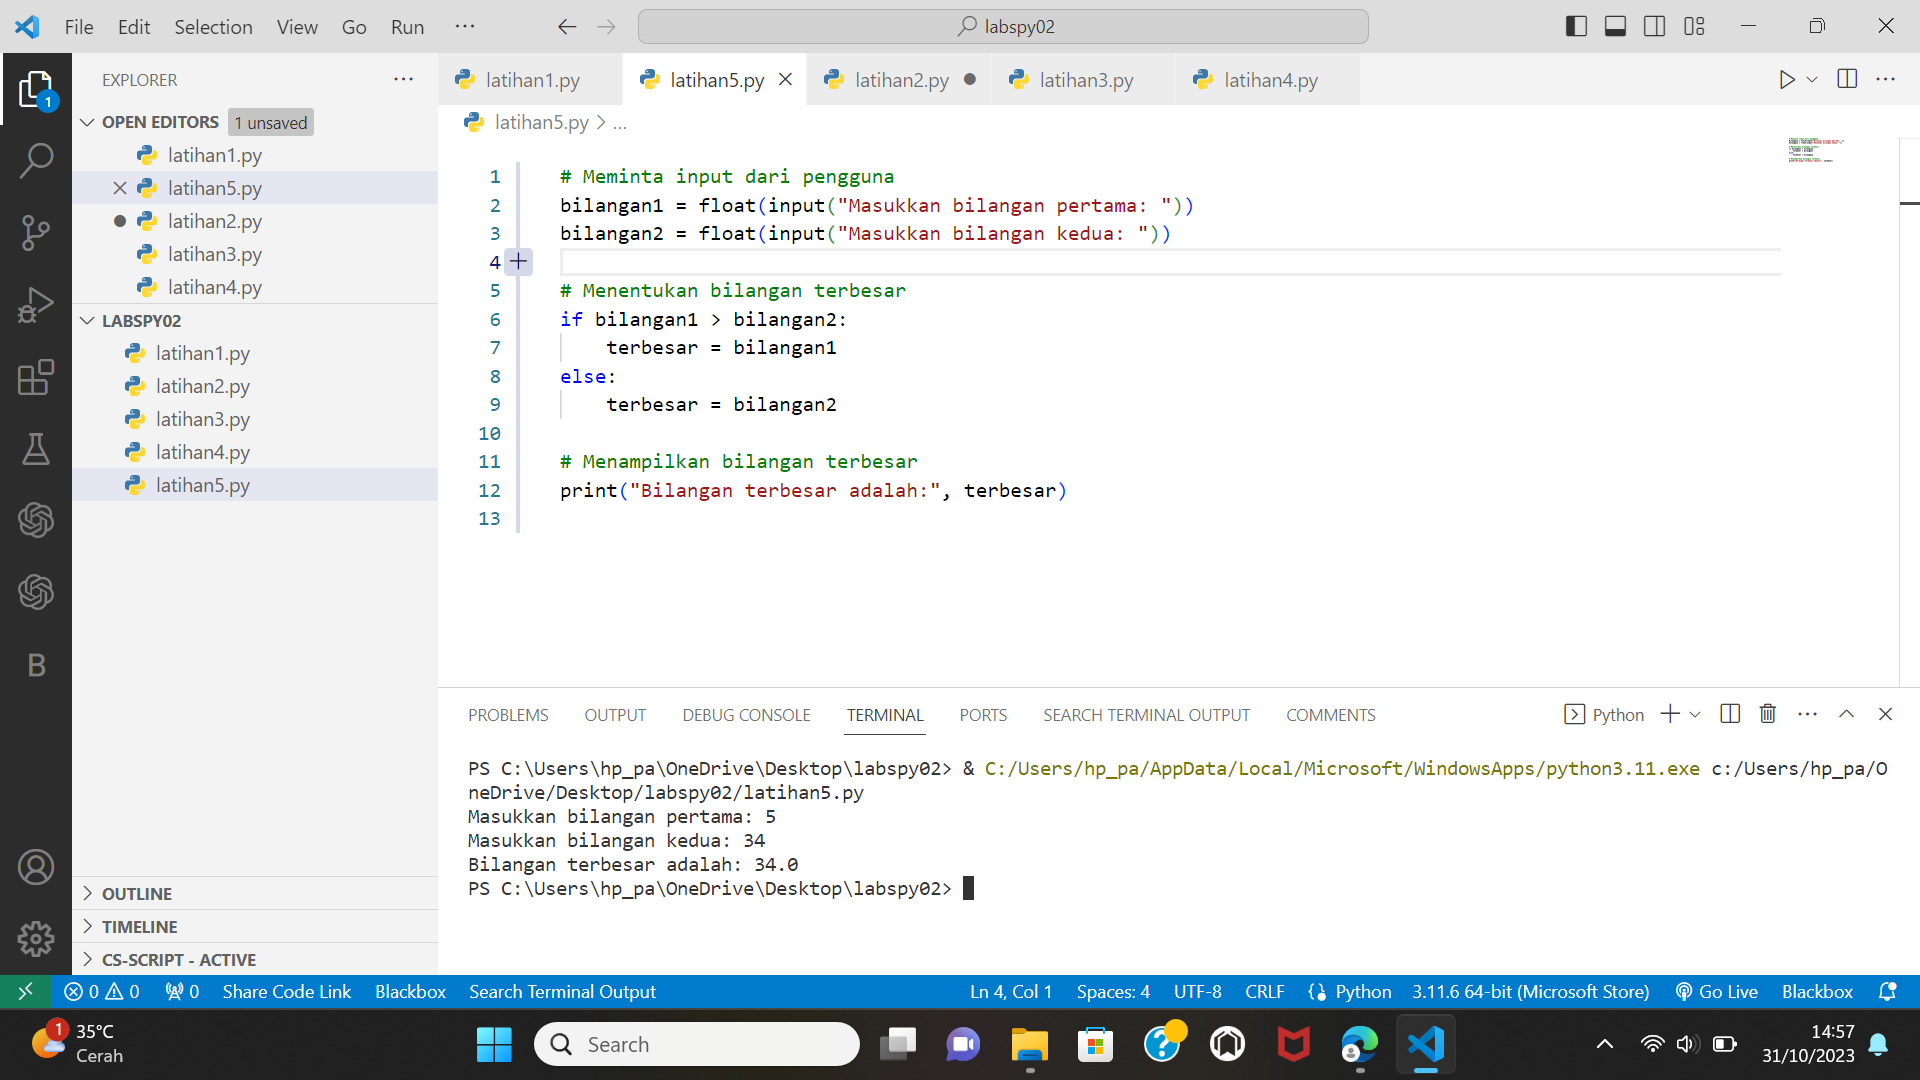 File Edit Selection View Go Run ···
labspy02
EXPLORER ···
latihan1.py latihan5.py latihan2.py latihan3.py latihan4.py
OPEN EDITORS 1 unsaved
latihan1.py
latihan5.py
latihan2.py
latihan3.py
latihan4.py
LABSPY02
latihan1.py
latihan2.py
latihan3.py
latihan4.py
latihan5.py
OUTLINE
TIMELINE
CS-SCRIPT - ACTIVE
1
B
latihan5.py > ...
1 # Meminta input dari pengguna
2 bilangan1 = float(input("Masukkan bilangan pertama: "))
3 bilangan2 = float(input("Masukkan bilangan kedua: "))
4
5 # Menentukan bilangan terbesar
6 if bilangan1 > bilangan2:
7     terbesar = bilangan1
8 else:
9     terbesar = bilangan2
10
11 # Menampilkan bilangan terbesar
12 print("Bilangan terbesar adalah:", terbesar)
13
PROBLEMS OUTPUT DEBUG CONSOLE TERMINAL PORTS SEARCH TERMINAL OUTPUT COMMENTS Python
PS C:\Users\hp_pa\OneDrive\Desktop\labspy02> & C:/Users/hp_pa/AppData/Local/Microsoft/WindowsApps/python3.11.exe c:/Users/hp_pa/O
neDrive/Desktop/labspy02/latihan5.py
Masukkan bilangan pertama: 5
Masukkan bilangan kedua: 34
Bilangan terbesar adalah: 34.0
PS C:\Users\hp_pa\OneDrive\Desktop\labspy02>
0 0 0 Share Code Link Blackbox Search Terminal Output Ln 4, Col 1 Spaces: 4 UTF-8 CRLF Python 3.11.6 64-bit (Microsoft Store) Go Live Blackbox
1 35°C
Cerah
Search
14:57
31/10/2023